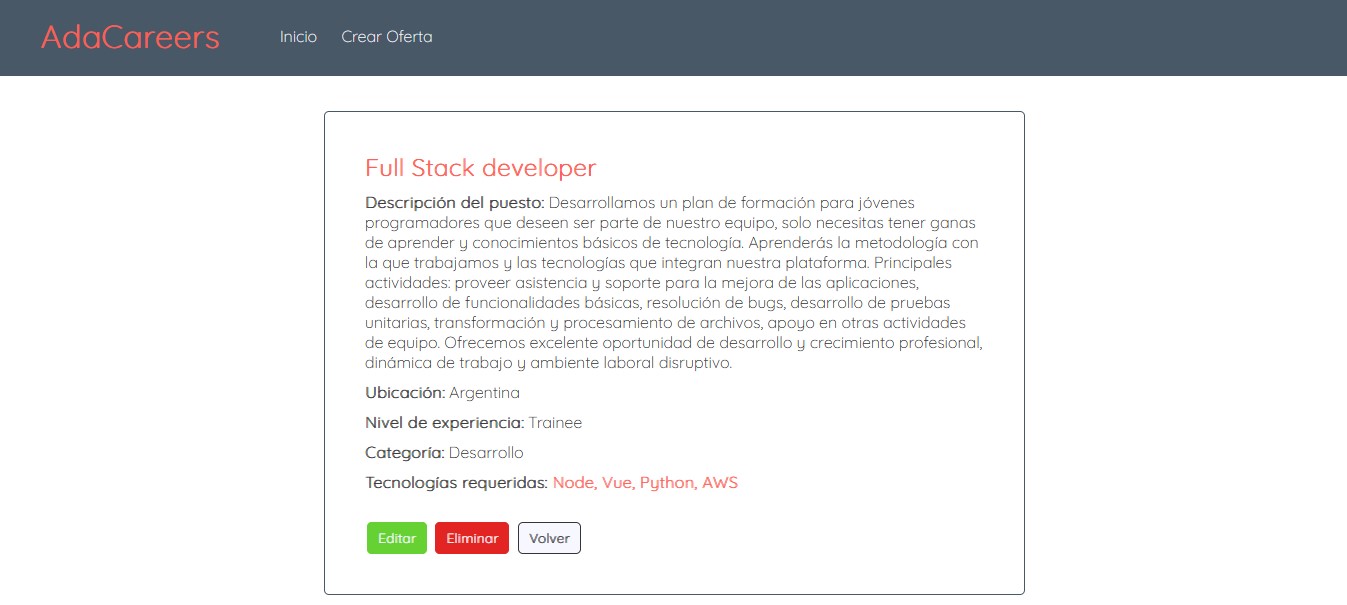 AdaCareers
Inicio
Crear Oferta
Full Stack developer
Descripción del puesto: Desarrollamos un plan de formación para jóvenes
programadores que deseen ser parte de nuestro equipo, solo necesitas tener ganas
de aprender y conocimientos básicos de tecnología. Aprenderás la metodología con
la que trabajamos y las tecnologías que integran nuestra plataforma. Principales
actividades: proveer asistencia y soporte para la mejora de las aplicaciones,
desarrollo de funcionalidades básicas, resolución de bugs, desarrollo de pruebas
unitarias, transformación y procesamiento de archivos, apoyo en otras actividades
de equipo. Ofrecemos excelente oportunidad de desarrollo y crecimiento profesional,
dinámica de trabajo y ambiente laboral disruptivo.
Ubicación: Argentina
Nivel de experiencia: Trainee
Categoría: Desarrollo
Tecnologías requeridas: Node, Vue, Python, AWS
Editar
Eliminar
Volver